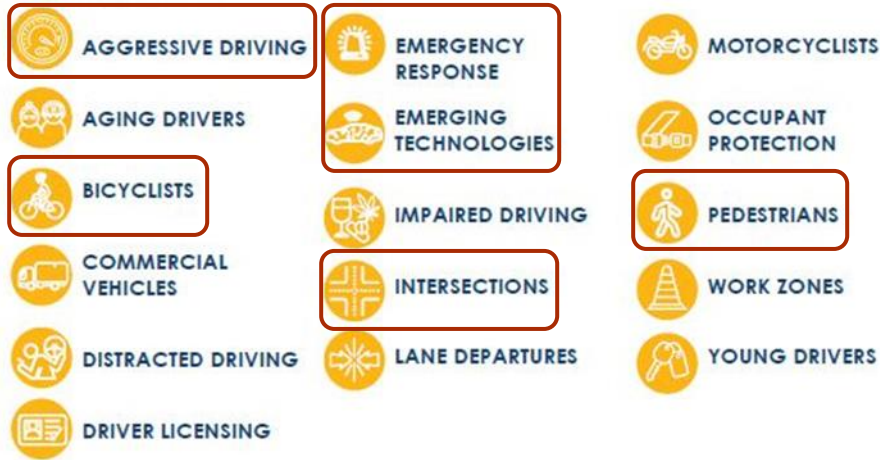 AGGRESSIVE DRIVING
AGING DRIVERS
BICYCLISTS
COMMERCIAL
VEHICLES
DISTRACTED DRIVING
DRIVER LICENSING
EMERGENCY
RESPONSE
EMERGING
TECHNOLOGIES
IMPAIRED DRIVING
INTERSECTIONS
LANE DEPARTURES
MOTORCYCLISTS
OCCUPANT
PROTECTION
PEDESTRIANS
WORK ZONES
YOUNG DRIVERS